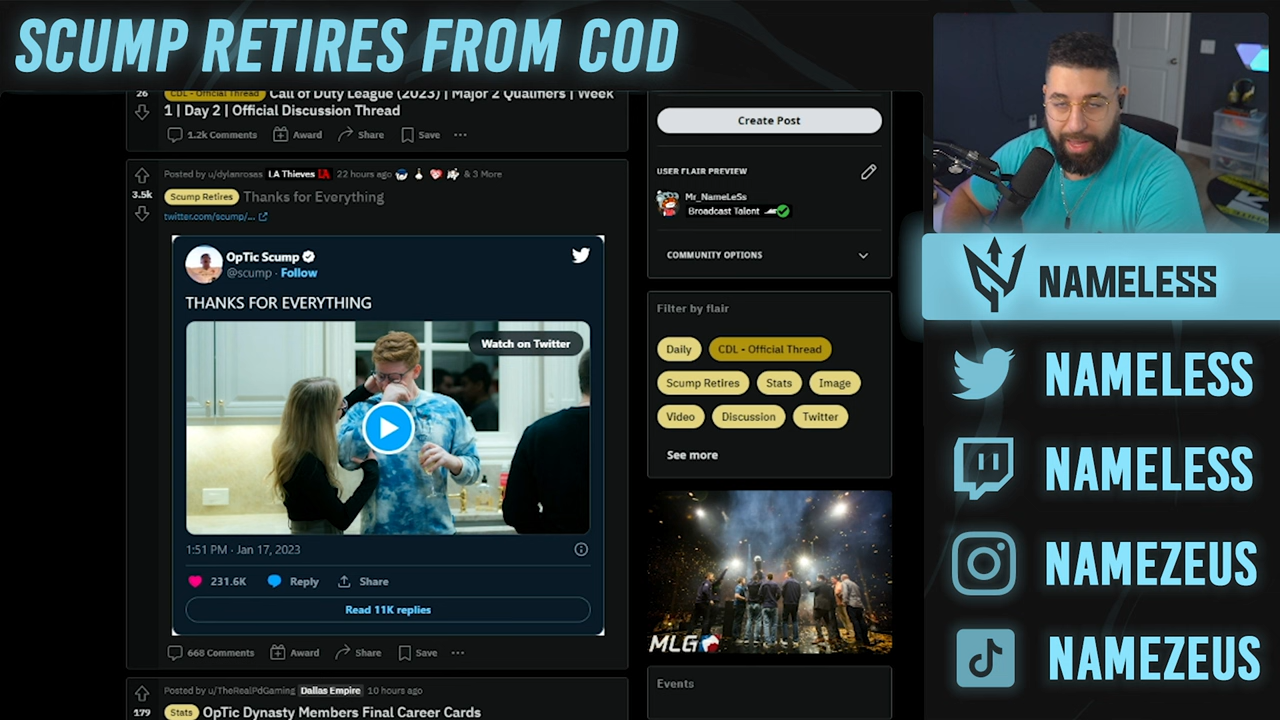 SCUMP RETIRES FROM COD
26
CDL - Official Thread Call of Duty League (2023) | Major 2 Qualifiers | Week
1 | Day 2 | Official Discussion Thread
1.2k Comments Award Share Save ...
Posted by u/dylanrosas LA Thieves 22 hours ago & 3 More
3.5k
Scump Retires Thanks for Everything
twitter.com/scump/...
OpTic Scump
@scump · Follow
THANKS FOR EVERYTHING
Watch on Twitter
1:51 PM · Jan 17, 2023
231.6K Reply Share
Read 11K replies
668 Comments Award Share Save ...
Posted by u/TheRealPdGaming Dallas Empire 10 hours ago
179
Stats OpTic Dynasty Members Final Career Cards
Create Post
USER FLAIR PREVIEW
Mr_NameLeSs
Broadcast Talent
COMMUNITY OPTIONS
Filter by flair
Daily CDL - Official Thread
Scump Retires Stats Image
Video Discussion Twitter
See more
MLG
Events
NAMELESS
NAMELESS
NAMELESS
NAMEZEUS
NAMEZEUS